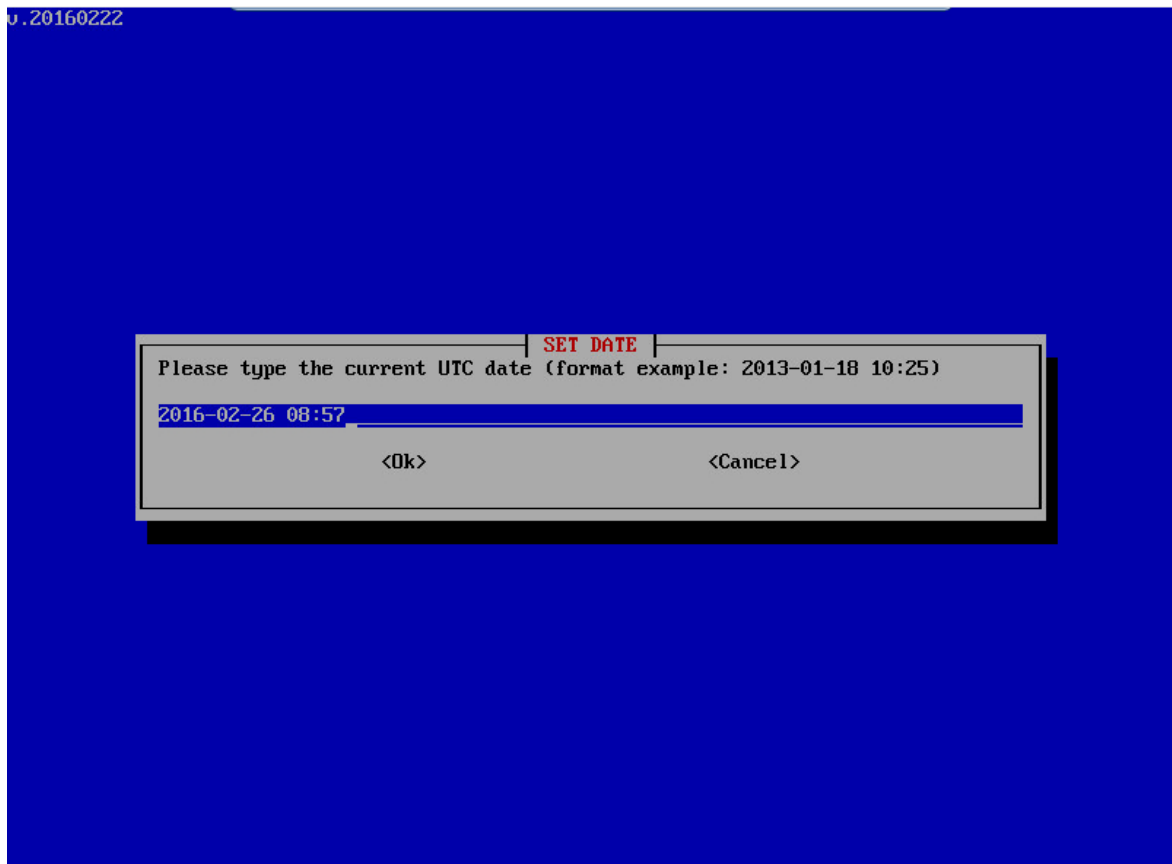 v.20160222
SET DATE
Please type the current UTC date (format example: 2013-01-18 10:25)
2016-02-26 08:57
<Ok> <Cancel>